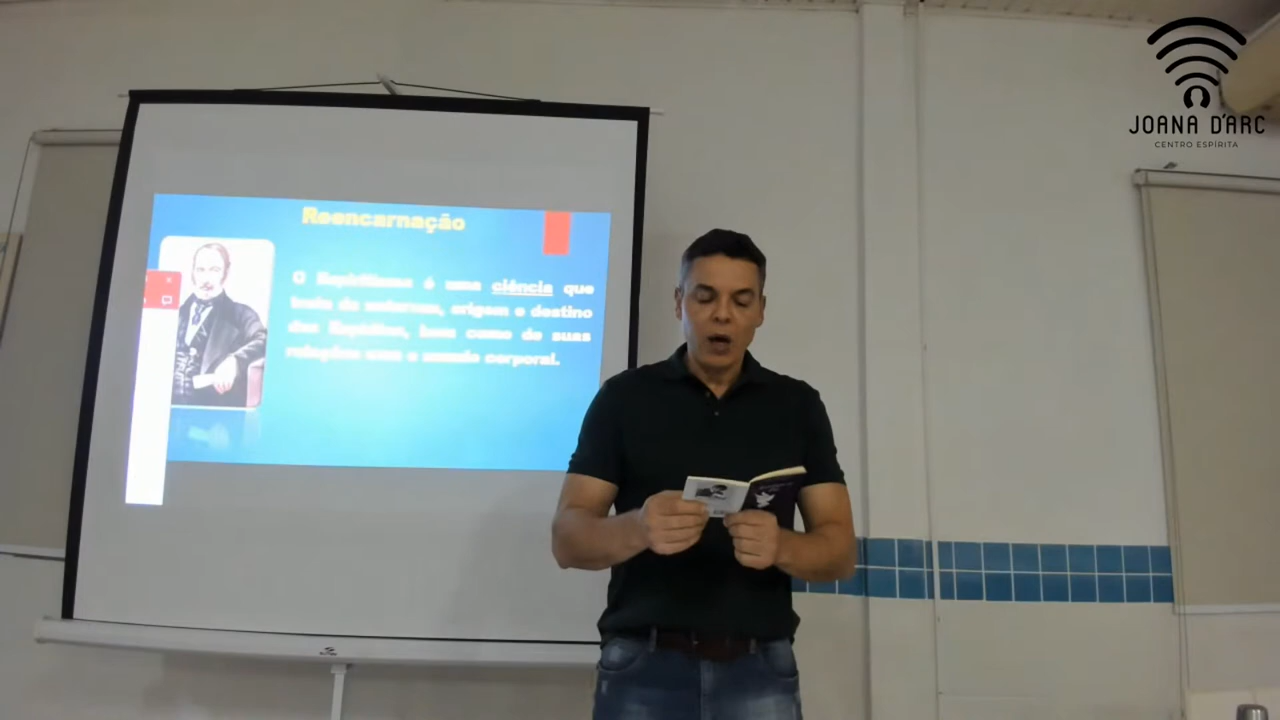 JOANA D'ARC
CENTRO ESPÍRITA
Reencarnação
O Espiritismo é uma ciência que
trata da natureza, origem e destino
dos Espíritos, bem como de suas
relações com o mundo corporal.